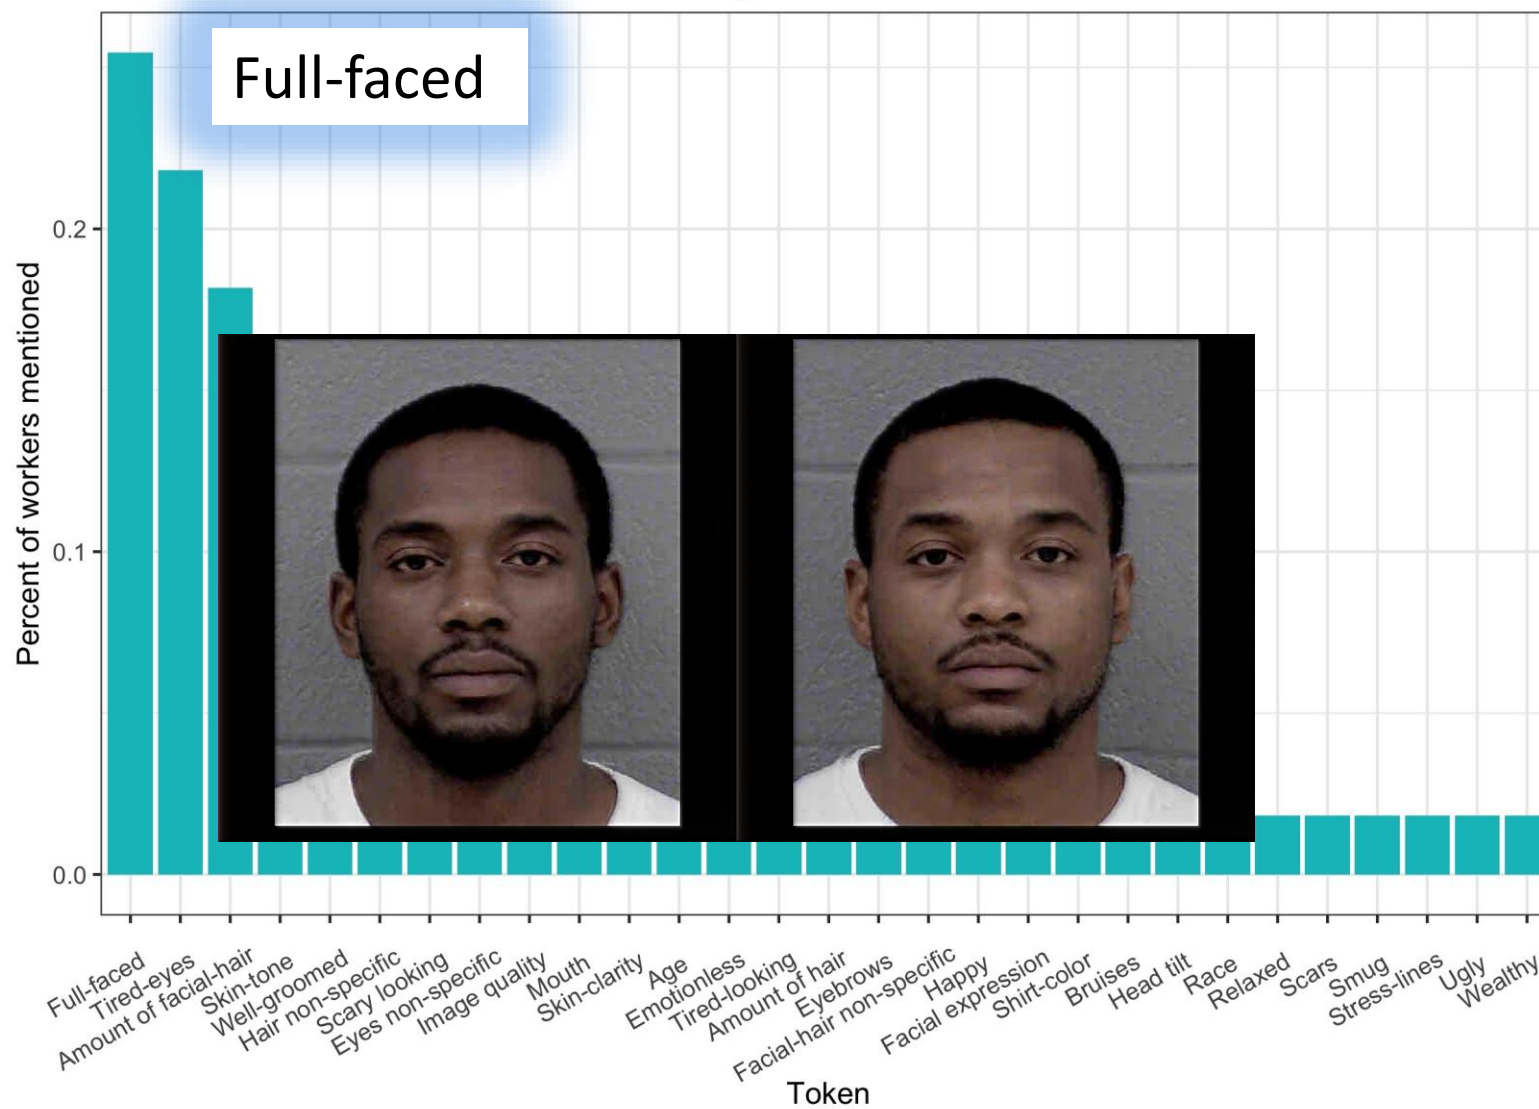 Full-faced
0.2
0.1
0.0
Percent of workers mentioned
Full-faced
Tired-eyes
Amount of facial-hair
Skin-tone
Well-groomed
Hair non-specific
Scary looking
Eyes non-specific
Image quality
Mouth
Skin-clarity
Age
Emotionless
Tired-looking
Amount of hair
Eyebrows
Facial-hair non-specific
Happy
Facial expression
Shirt-color
Bruises
Head tilt
Race
Relaxed
Scars
Smug
Stress-lines
Ugly
Wealthy
Token